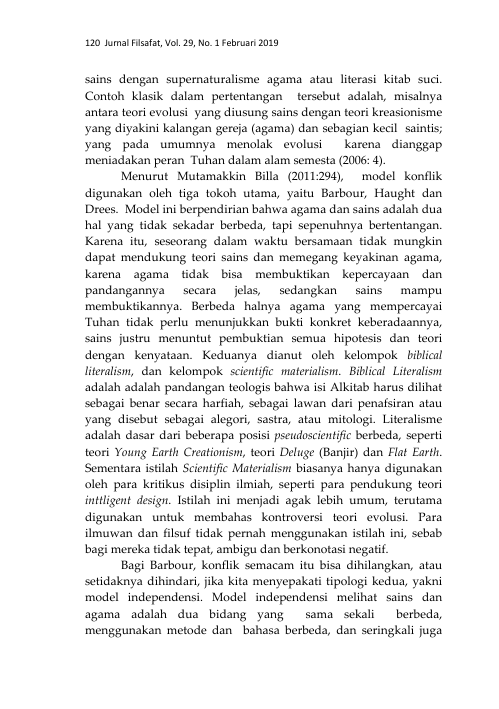 120 Jurnal Filsafat, Vol. 29, No. 1 Februari 2019
sains dengan supernaturalisme agama atau literasi kitab suci.
Contoh klasik dalam pertentangan tersebut adalah, misalnya
antara teori evolusi yang diusung sains dengan teori kreasionisme
yang diyakini kalangan gereja (agama) dan sebagian kecil saintis;
yang pada umumnya menolak evolusi karena dianggap
meniadakan peran Tuhan dalam alam semesta (2006: 4).
Menurut Mutamakkin Billa (2011:294), model konflik
digunakan oleh tiga tokoh utama, yaitu Barbour, Haught dan
Drees. Model ini berpendirian bahwa agama dan sains adalah dua
hal yang tidak sekadar berbeda, tapi sepenuhnya bertentangan.
Karena itu, seseorang dalam waktu bersamaan tidak mungkin
dapat mendukung teori sains dan memegang keyakinan agama,
karena agama tidak bisa membuktikan kepercayaan dan
pandangannya secara jelas, sedangkan sains mampu
membuktikannya. Berbeda halnya agama yang mempercayai
Tuhan tidak perlu menunjukkan bukti konkret keberadaannya,
sains justru menuntut pembuktian semua hipotesis dan teori
dengan kenyataan. Keduanya dianut oleh kelompok biblical
literalism, dan kelompok scientific materialism. Biblical Literalism
adalah adalah pandangan teologis bahwa isi Alkitab harus dilihat
sebagai benar secara harfiah, sebagai lawan dari penafsiran atau
yang disebut sebagai alegori, sastra, atau mitologi. Literalisme
adalah dasar dari beberapa posisi pseudoscientific berbeda, seperti
teori Young Earth Creationism, teori Deluge (Banjir) dan Flat Earth.
Sementara istilah Scientific Materialism biasanya hanya digunakan
oleh para kritikus disiplin ilmiah, seperti para pendukung teori
inttligent design. Istilah ini menjadi agak lebih umum, terutama
digunakan untuk membahas kontroversi teori evolusi. Para
ilmuwan dan filsuf tidak pernah menggunakan istilah ini, sebab
bagi mereka tidak tepat, ambigu dan berkonotasi negatif.
Bagi Barbour, konflik semacam itu bisa dihilangkan, atau
setidaknya dihindari, jika kita menyepakati tipologi kedua, yakni
model independensi. Model independensi melihat sains dan
agama adalah dua bidang yang sama sekali berbeda,
menggunakan metode dan bahasa berbeda, dan seringkali juga